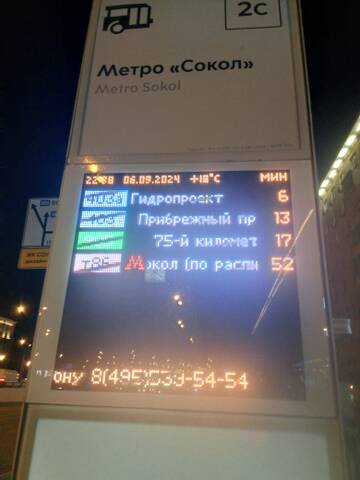 2с
Метро «Сокол»
Metro Sokol
06.09.2024 +18°C МИН
Гидропроект 6
Прибрежный пр 13
75-й километ 17
т86 М окол (по распи 52
ону 8(495)539-54-54